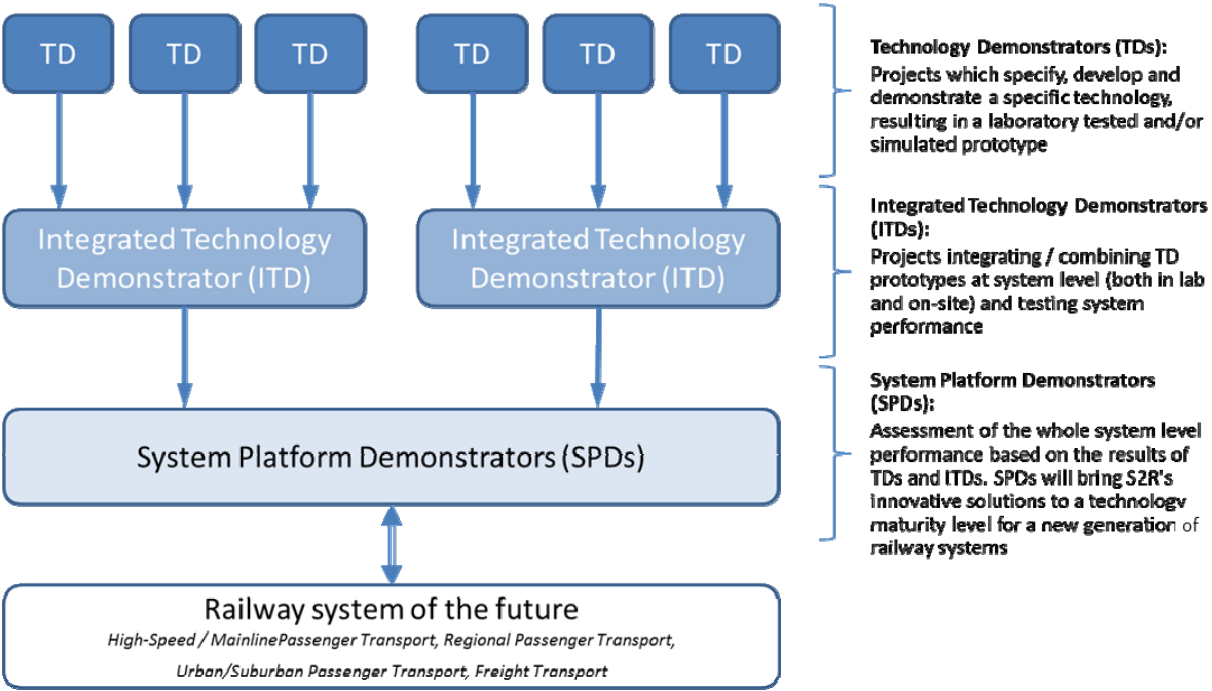 TD TD TD TD TD TD
Technology Demonstrators (TDs):
Projects which specify, develop and
demonstrate a specific technology,
resulting in a laboratory tested and/or
simulated prototype
Integrated Technology
Demonstrator (ITD)
Integrated Technology
Demonstrator (ITD)
Integrated Technology Demonstrators
(ITDs):
Projects integrating / combining TD
prototypes at system level (both in lab
and on-site) and testing system
performance
System Platform Demonstrators (SPDs)
System Platform Demonstrators
(SPDs):
Assessment of the whole system level
performance based on the results of
TDs and ITDs. SPDs will bring S2R's
innovative solutions to a technology
maturity level for a new generation of
railway systems
Railway system of the future
High-Speed / MainlinePassenger Transport, Regional Passenger Transport,
Urban/Suburban Passenger Transport, Freight Transport